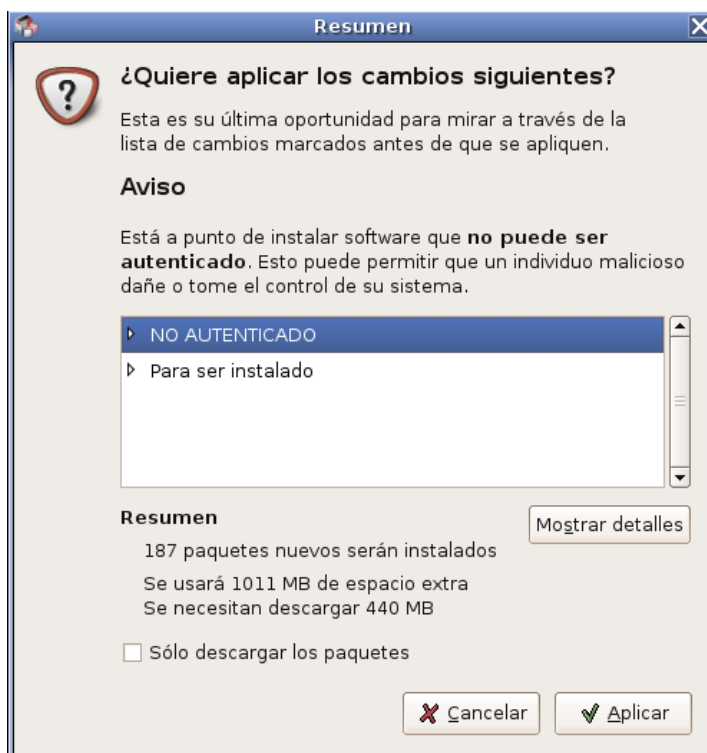 Resumen
¿Quiere aplicar los cambios siguientes?
Esta es su última oportunidad para mirar a través de la
lista de cambios marcados antes de que se apliquen.
Aviso
Está a punto de instalar software que no puede ser
autenticado. Esto puede permitir que un individuo malicioso
dañe o tome el control de su sistema.
NO AUTENTICADO
Para ser instalado
Resumen
Mostrar detalles
187 paquetes nuevos serán instalados
Se usará 1011 MB de espacio extra
Se necesitan descargar 440 MB
Sólo descargar los paquetes
Cancelar
Aplicar